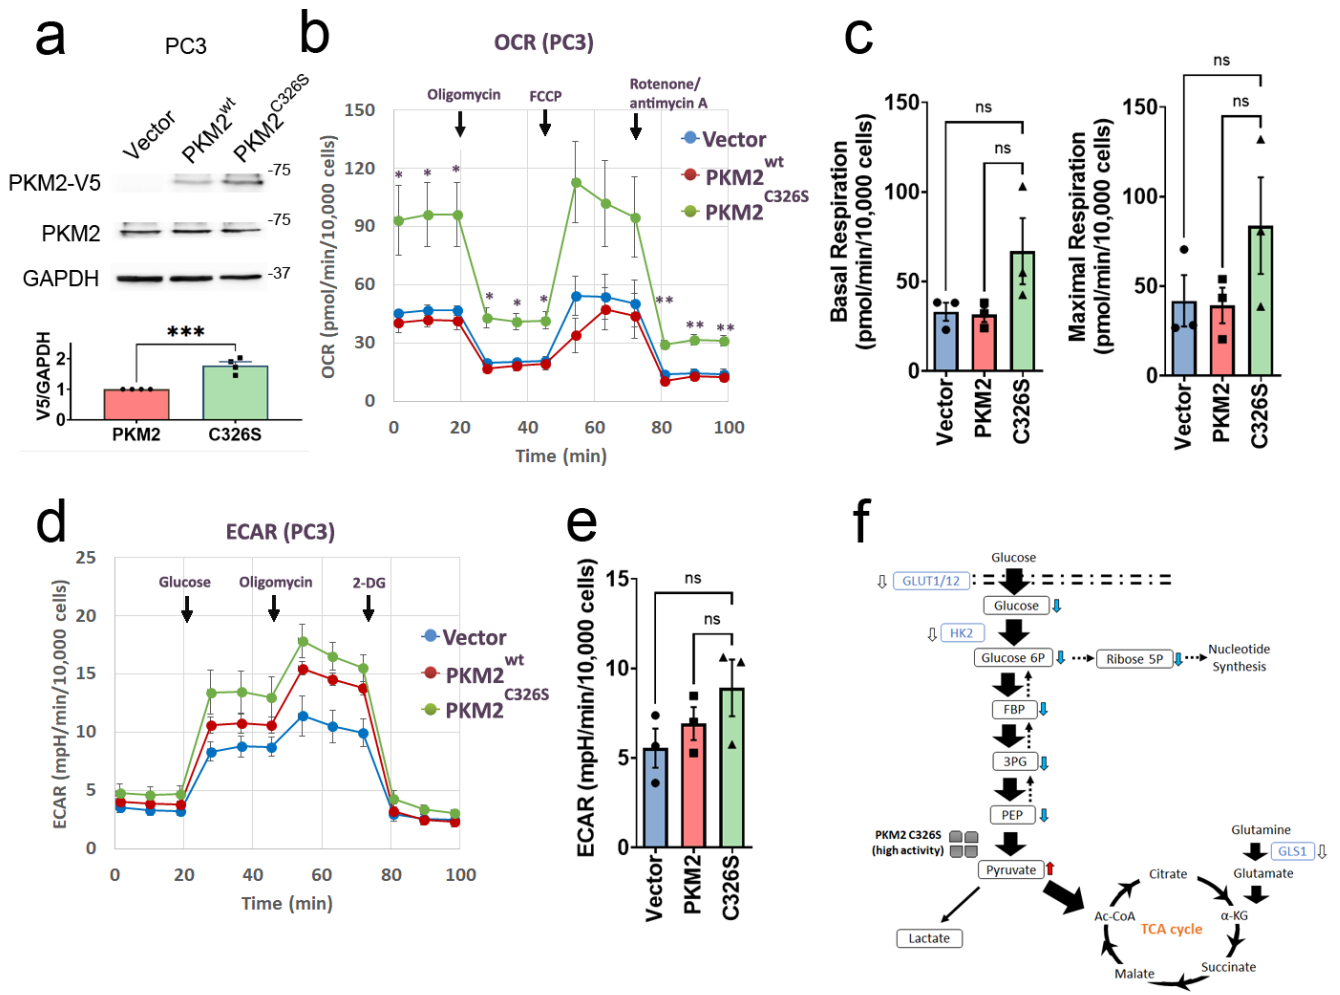 a
PC3
Vector
PKM2wt
PKM2C326S
PKM2-V5
-75
PKM2
-75
GAPDH
-37
***
V5/GAPDH
2
1
0
PKM2
C326S
b
OCR (PC3)
Oligomycin
FCCP
Rotenone/
antimycin A
OCR (pmol/min/10,000 cells)
150
120
90
60
30
0
* * *
* * *
** ** **
Vector
PKM2wt
PKM2C326S
0 20 40 60 80 100
Time (min)
c
Basal Respiration
(pmol/min/10,000 cells)
150
100
50
0
ns
ns
Vector
PKM2
C326S
Maximal Respiration
(pmol/min/10,000 cells)
150
100
50
0
ns
ns
Vector
PKM2
C326S
d
ECAR (PC3)
Glucose
Oligomycin
2-DG
ECAR (mpH/min/10,000 cells)
25
20
15
10
5
0
Vector
PKM2wt
PKM2C326S
0 20 40 60 80 100
Time (min)
e
ECAR (mpH/min/10,000 cells)
15
10
5
0
ns
ns
Vector
PKM2
C326S
f
Glucose
GLUT1/12
Glucose
HK2
Glucose 6P
Ribose 5P
Nucleotide
Synthesis
FBP
3PG
PEP
PKM2 C326S
(high activity)
Pyruvate
Lactate
Glutamine
GLS1
Glutamate
Citrate
Ac-CoA
α-KG
TCA cycle
Malate
Succinate